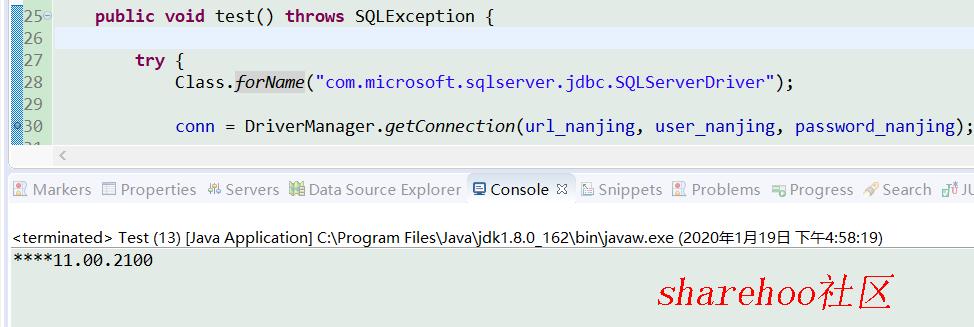 25 public void test() throws SQLException {
26
27 try {
28 Class.forName("com.microsoft.sqlserver.jdbc.SQLServerDriver");
29
30 conn = DriverManager.getConnection(url_nanjing, user_nanjing, password_nanjing);
Markers Properties Servers Data Source Explorer Console Snippets Problems Progress Search JU
<terminated> Test (13) [Java Application] C:\Program Files\Java\jdk1.8.0_162\bin\javaw.exe (2020年1月19日 下午4:58:19)
****11.00.2100
sharehoo社区